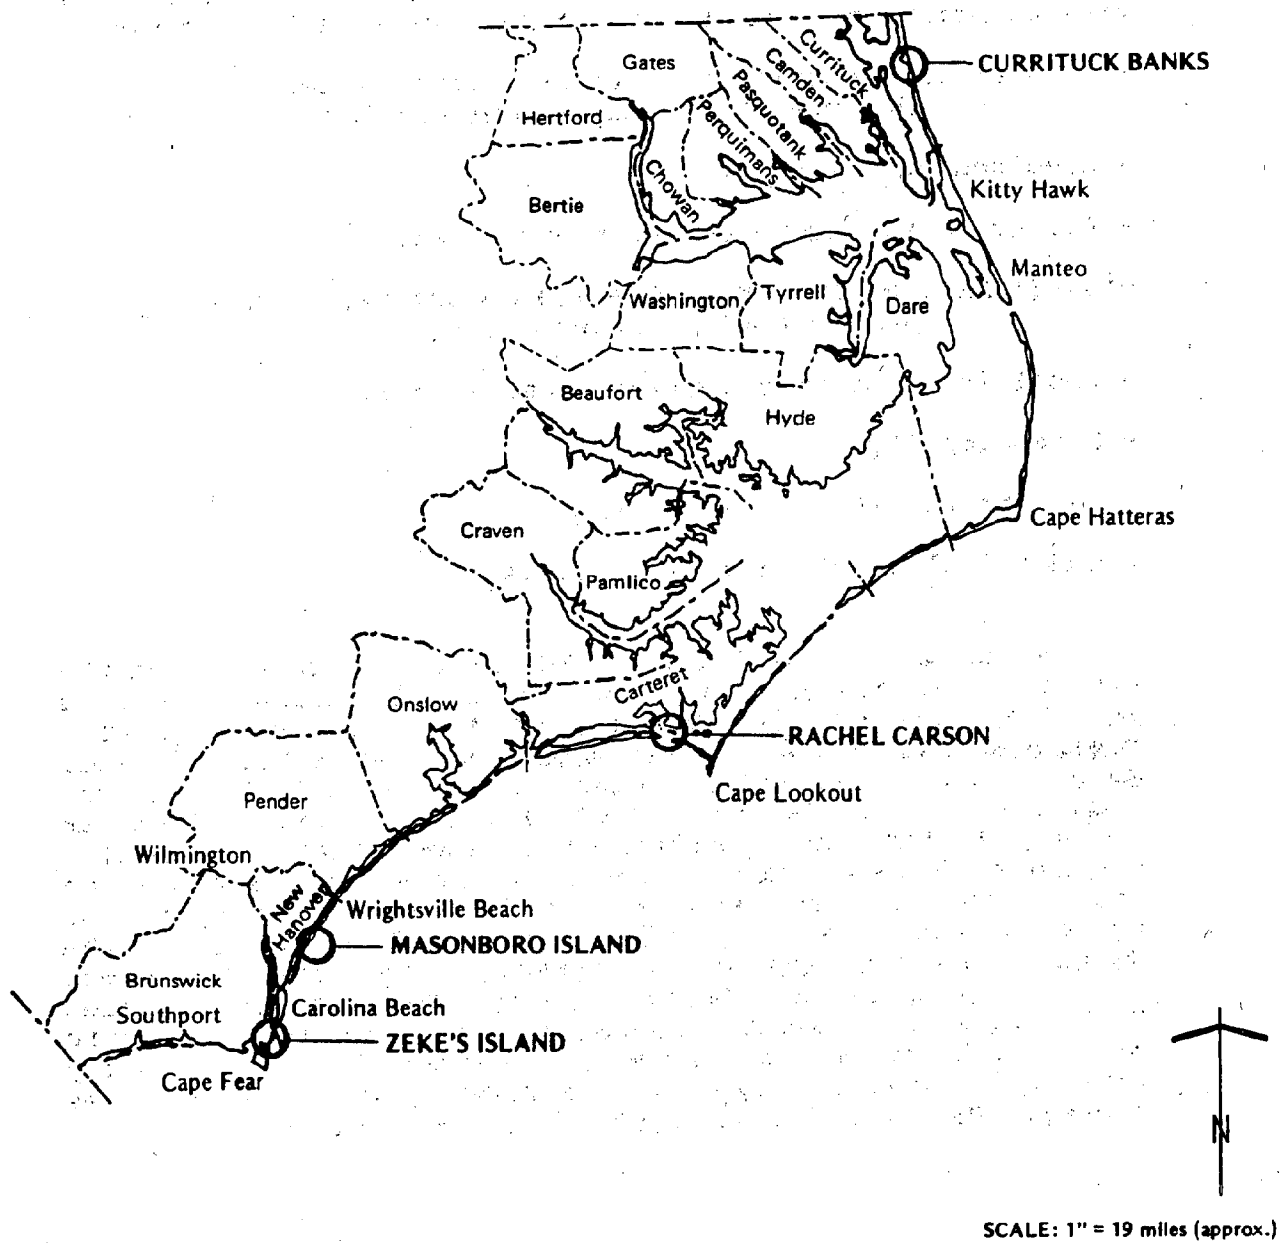 Gates
Currituck
Camden
Pasquotank
Perquimans
CURRITUCK BANKS
Hertford
Chowan
Bertie
Kitty Hawk
Manteo
Washington
Tyrrell
Dare
Beaufort
Hyde
Craven
Cape Hatteras
Pamlico
Carteret
Onslow
RACHEL CARSON
Cape Lookout
Pender
Wilmington
New
Hanover
Wrightsville Beach
MASONBORO ISLAND
Brunswick
Southport
Carolina Beach
ZEKE'S ISLAND
Cape Fear
N
SCALE: 1" = 19 miles (approx.)